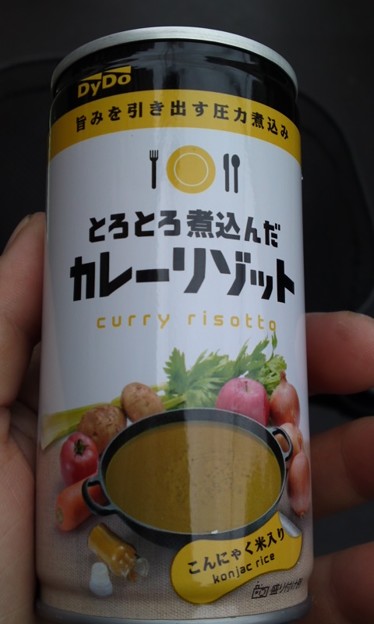 DyDo
旨みを引き出す圧力煮込み
とろとろ煮込んだ
カレーリゾット
curry risotto
こんにゃく米入り
konjac rice